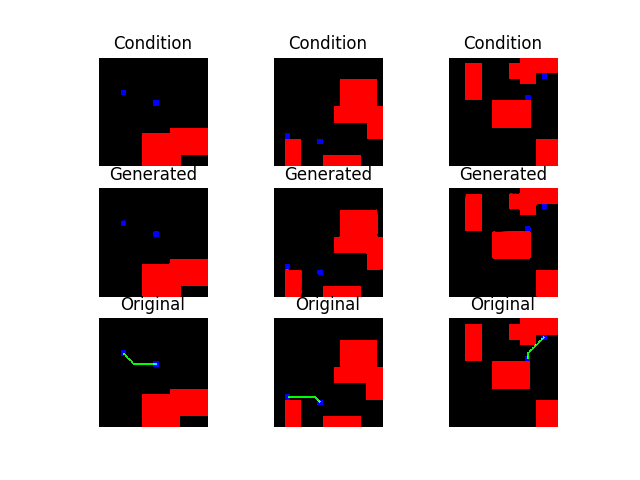 Condition Condition Condition
Generated Generated Generated
Original Original Original